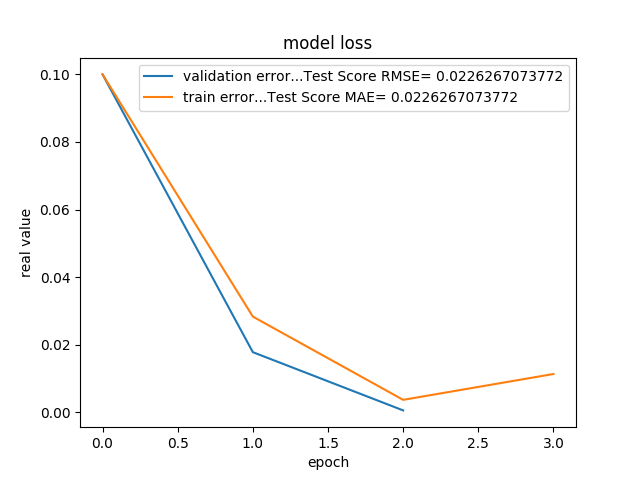 model loss
validation error...Test Score RMSE= 0.0226267073772
train error...Test Score MAE= 0.0226267073772
real value
0.10
0.08
0.06
0.04
0.02
0.00
0.0 0.5 1.0 1.5 2.0 2.5 3.0
epoch